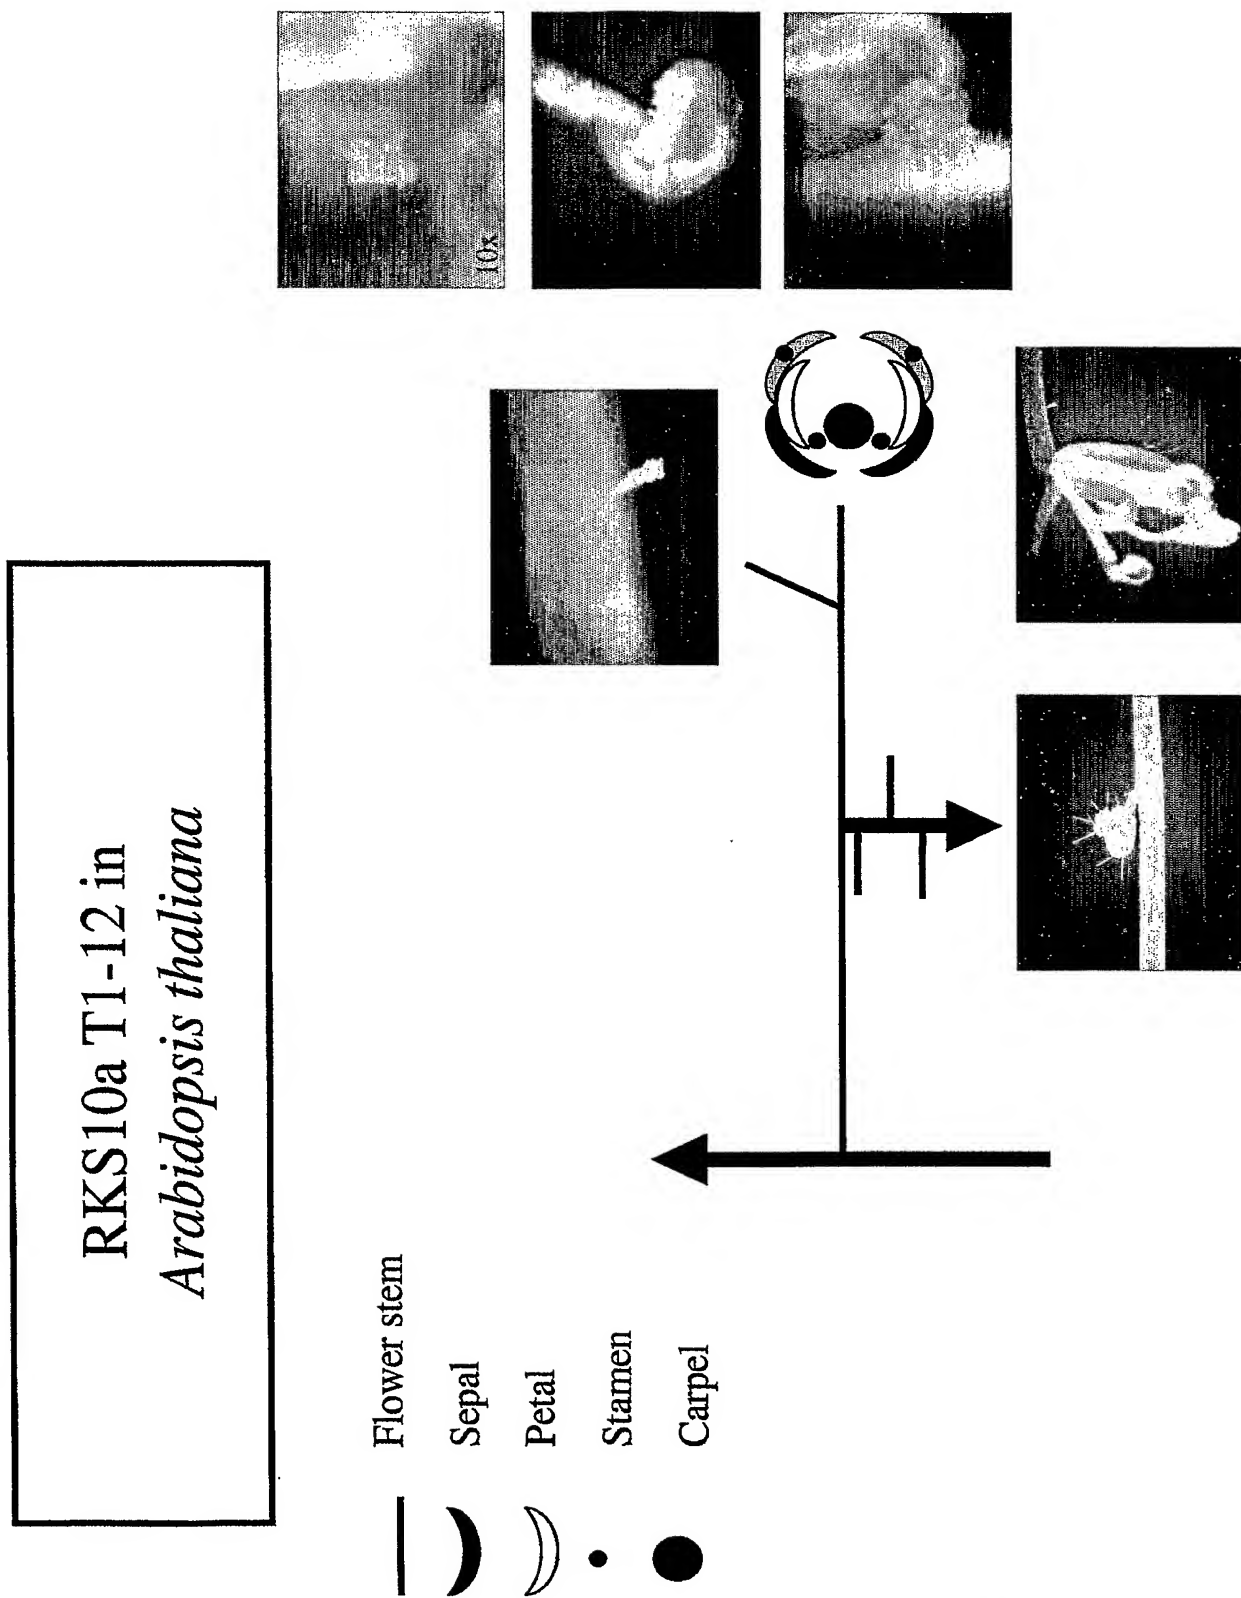 RKS10a T1-12 in
Arabidopsis thaliana
Flower stem
Sepal
Petal
Stamen
Carpel
10x